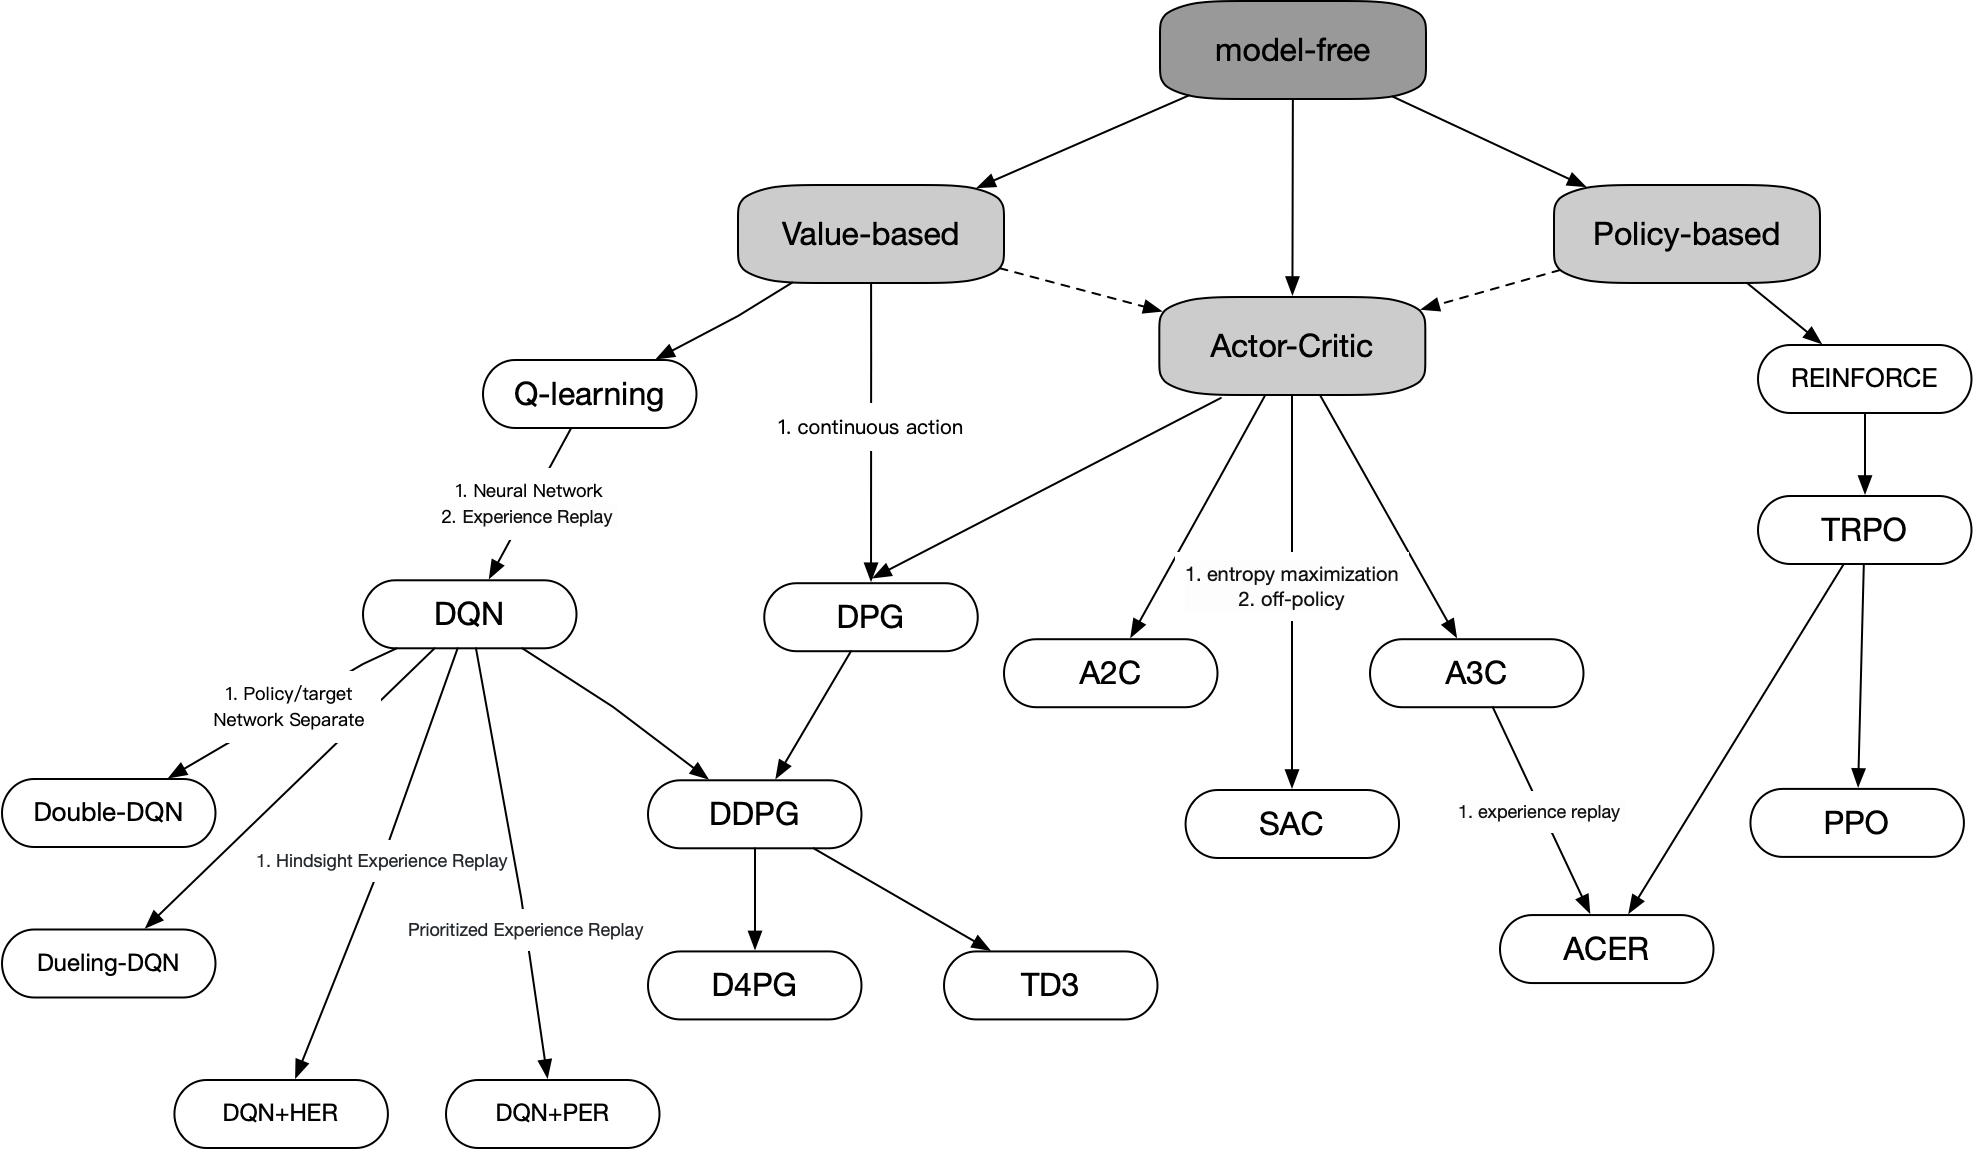 model-free
Value-based
Policy-based
Actor-Critic
Q-learning
REINFORCE
1. continuous action
1. Neural Network
2. Experience Replay
TRPO
1. entropy maximization
2. off-policy
DQN
DPG
A2C
A3C
1. Policy/target
Network Separate
Double-DQN
DDPG
SAC
1. experience replay
PPO
1. Hindsight Experience Replay
Prioritized Experience Replay
ACER
Dueling-DQN
D4PG
TD3
DQN+HER
DQN+PER